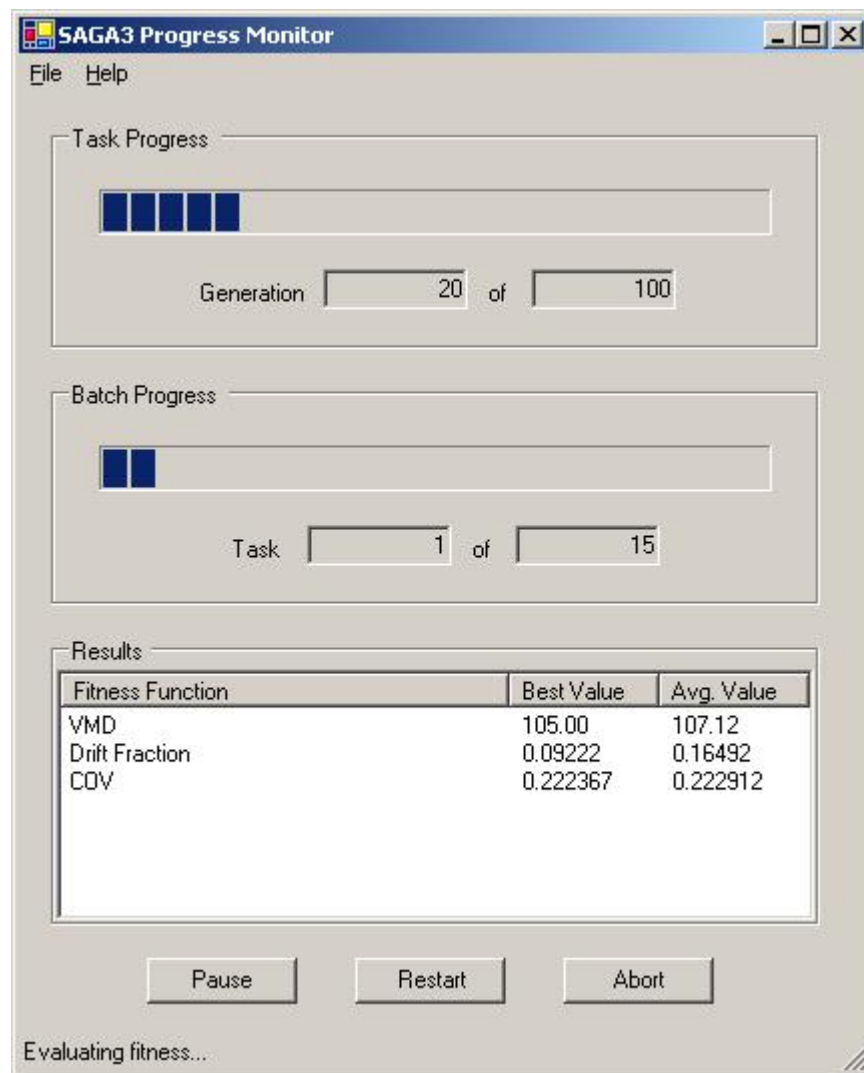 SAGA3 Progress Monitor
File Help
Task Progress
Generation 20 of 100
Batch Progress
Task 1 of 15
Results
Fitness Function Best Value Avg. Value
VMD 105.00 107.12
Drift Fraction 0.09222 0.16492
COV 0.222367 0.222912
Pause Restart Abort
Evaluating fitness...